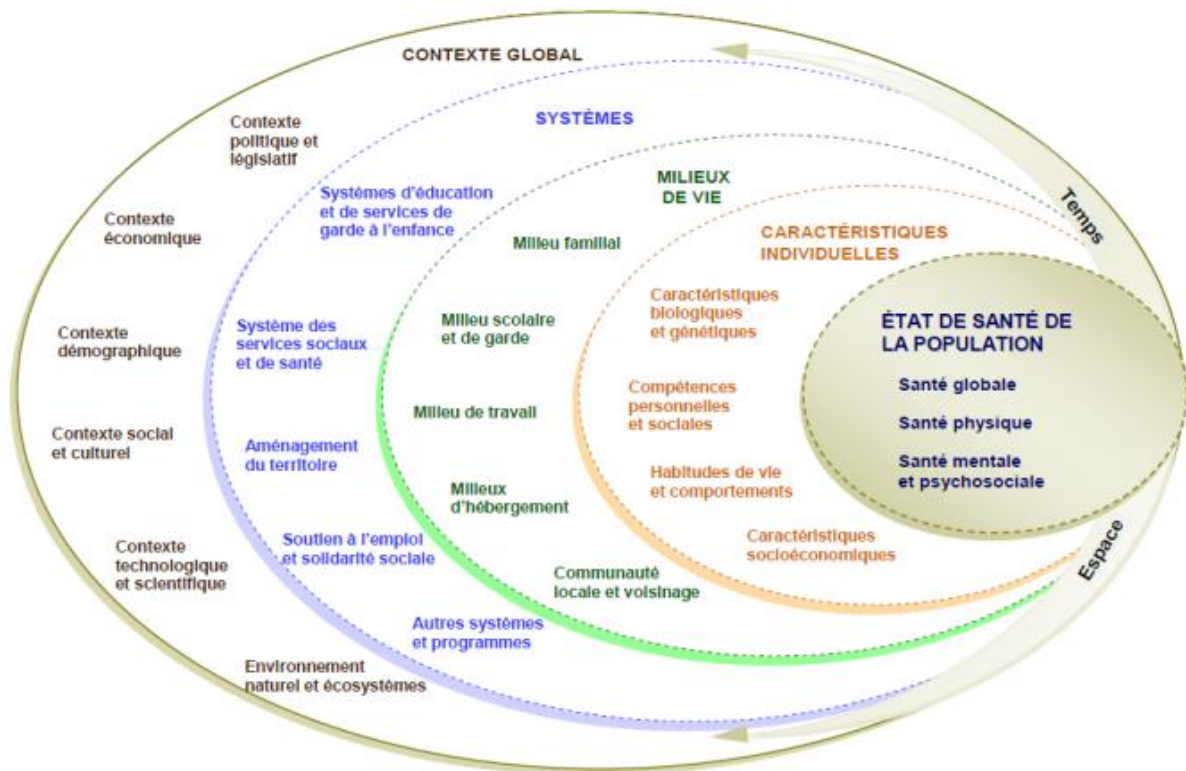 CONTEXTE GLOBAL
Contexte
politique et
législatif
Contexte
économique
Contexte
démographique
Contexte social
et culturel
Contexte
technologique
et scientifique
Environnement
naturel et écosystèmes
SYSTÈMES
Systèmes d'éducation
et de services de
garde à l'enfance
Système des
services sociaux
et de santé
Aménagement
du territoire
Soutien à l'emploi
et solidarité sociale
Autres systèmes
et programmes
MILIEUX
DE VIE
Milieu familial
Milieu scolaire
et de garde
Milieu de travail
Milieux
d'hébergement
Communauté
locale et voisinage
CARACTÉRISTIQUES
INDIVIDUELLES
Caractéristiques
biologiques
et génétiques
Compétences
personnelles
et sociales
Habitudes de vie
et comportements
Caractéristiques
socioéconomiques
ÉTAT DE SANTÉ DE
LA POPULATION
Santé globale
Santé physique
Santé mentale
et psychosociale
Temps
Espace